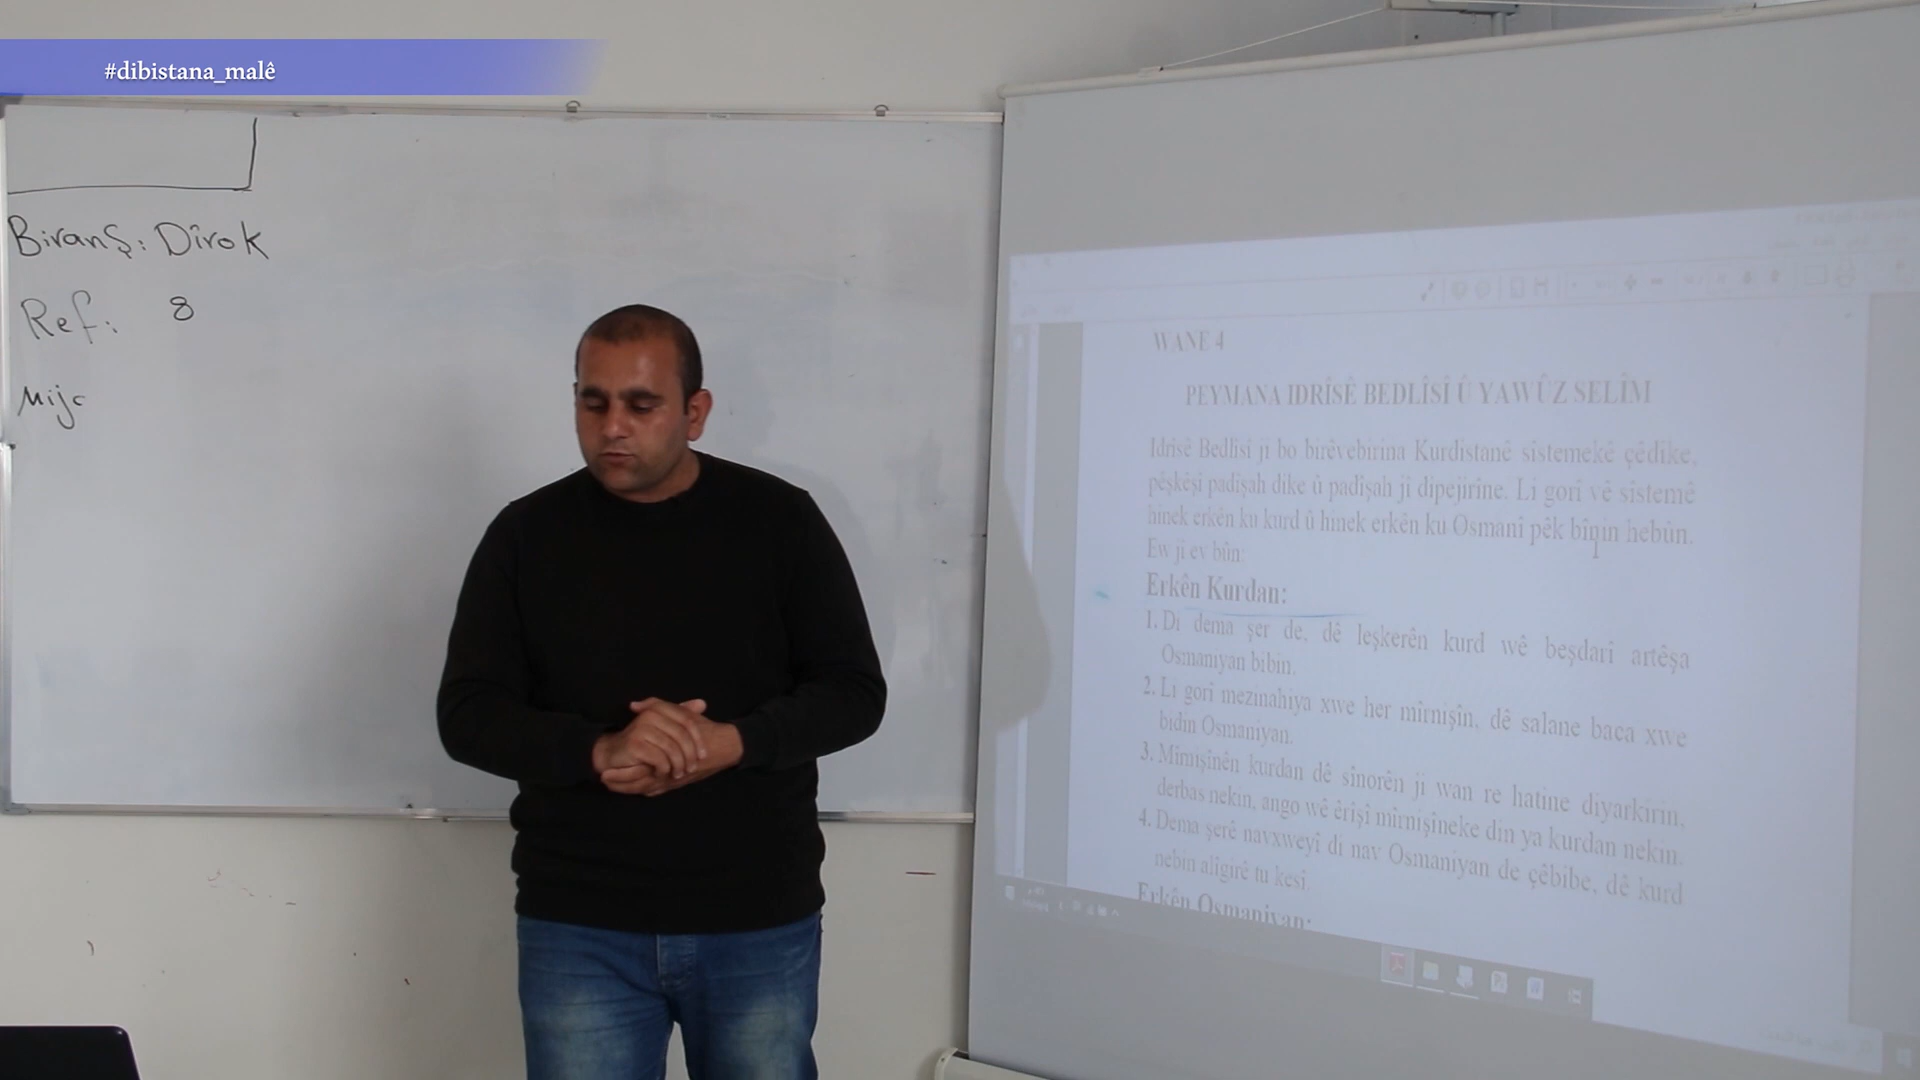 #dibistana_malê
Biranş: Dîrok
Ref: 8
Mijc
WANE 4
PEYMANA IDRÎSÊ BEDLÎSÎ Û YAWÛZ SELÎM
Idrîsê Bedlîsî ji bo birêvebirina Kurdistanê sistemekê çêdike,
pêşkêşî padîşah dike û padîşah jî dipejirîne. Li gorî vê sîstemê
hinek erkên ku kurd û hinek erkên ku Osmanî pêk bînin hebûn.
Ew jî ev bûn:
Erkên Kurdan:
1. Di dema şer de, dê leşkerên kurd wê beşdarî artêşa
Osmaniyan bibin.
2. Li gorî mezinahiya xwe her mîrnişîn, dê salane baca xwe
bidin Osmaniyan.
3. Mîrnişînên kurdan dê sînorên ji wan re hatine diyarkirin,
derbas nekin, ango wê êrîşî mîrnişîneke din ya kurdan nekin.
4. Dema şerê navxweyî di nav Osmaniyan de çêbibe, dê kurd
nebin alîgirê tu kesî.
Erkên Osmaniyan: